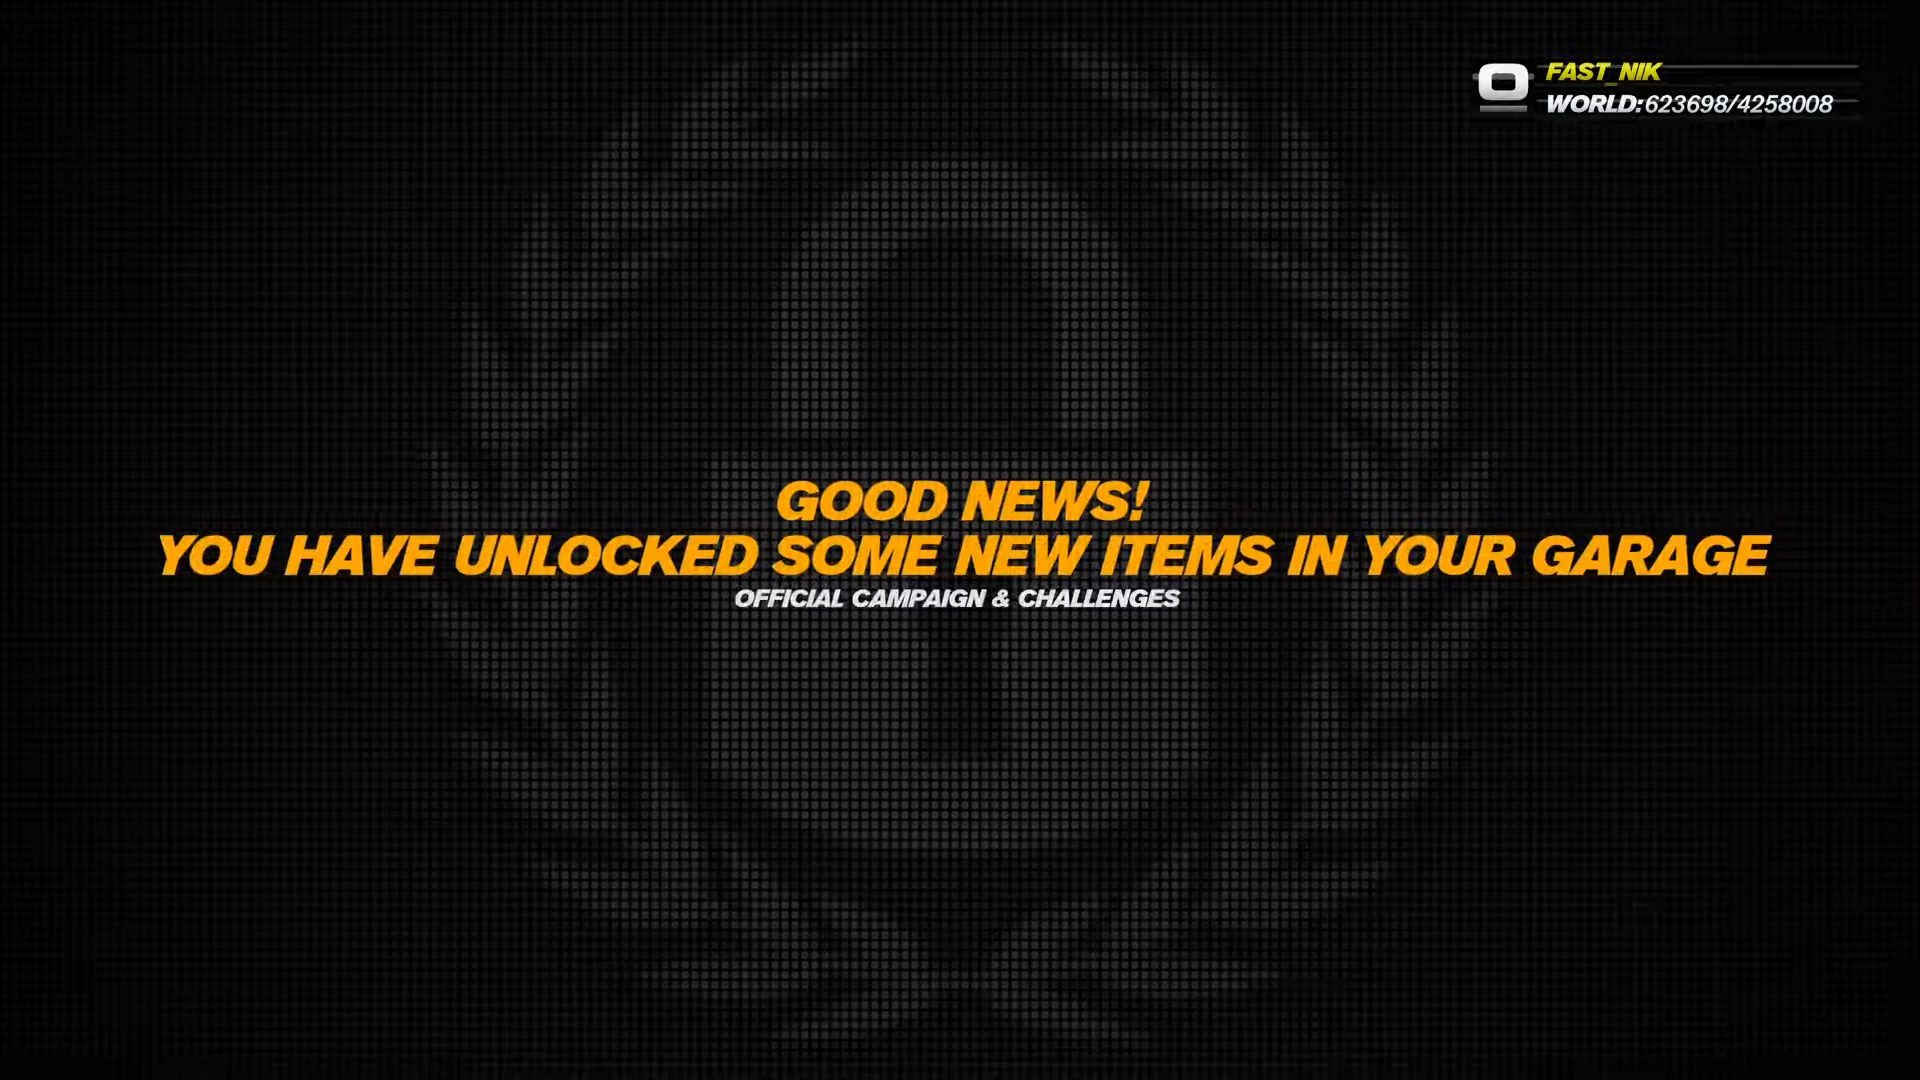 FAST_NIK
WORLD:623698/4258008
GOOD NEWS!
YOU HAVE UNLOCKED SOME NEW ITEMS IN YOUR GARAGE
OFFICIAL CAMPAIGN & CHALLENGES